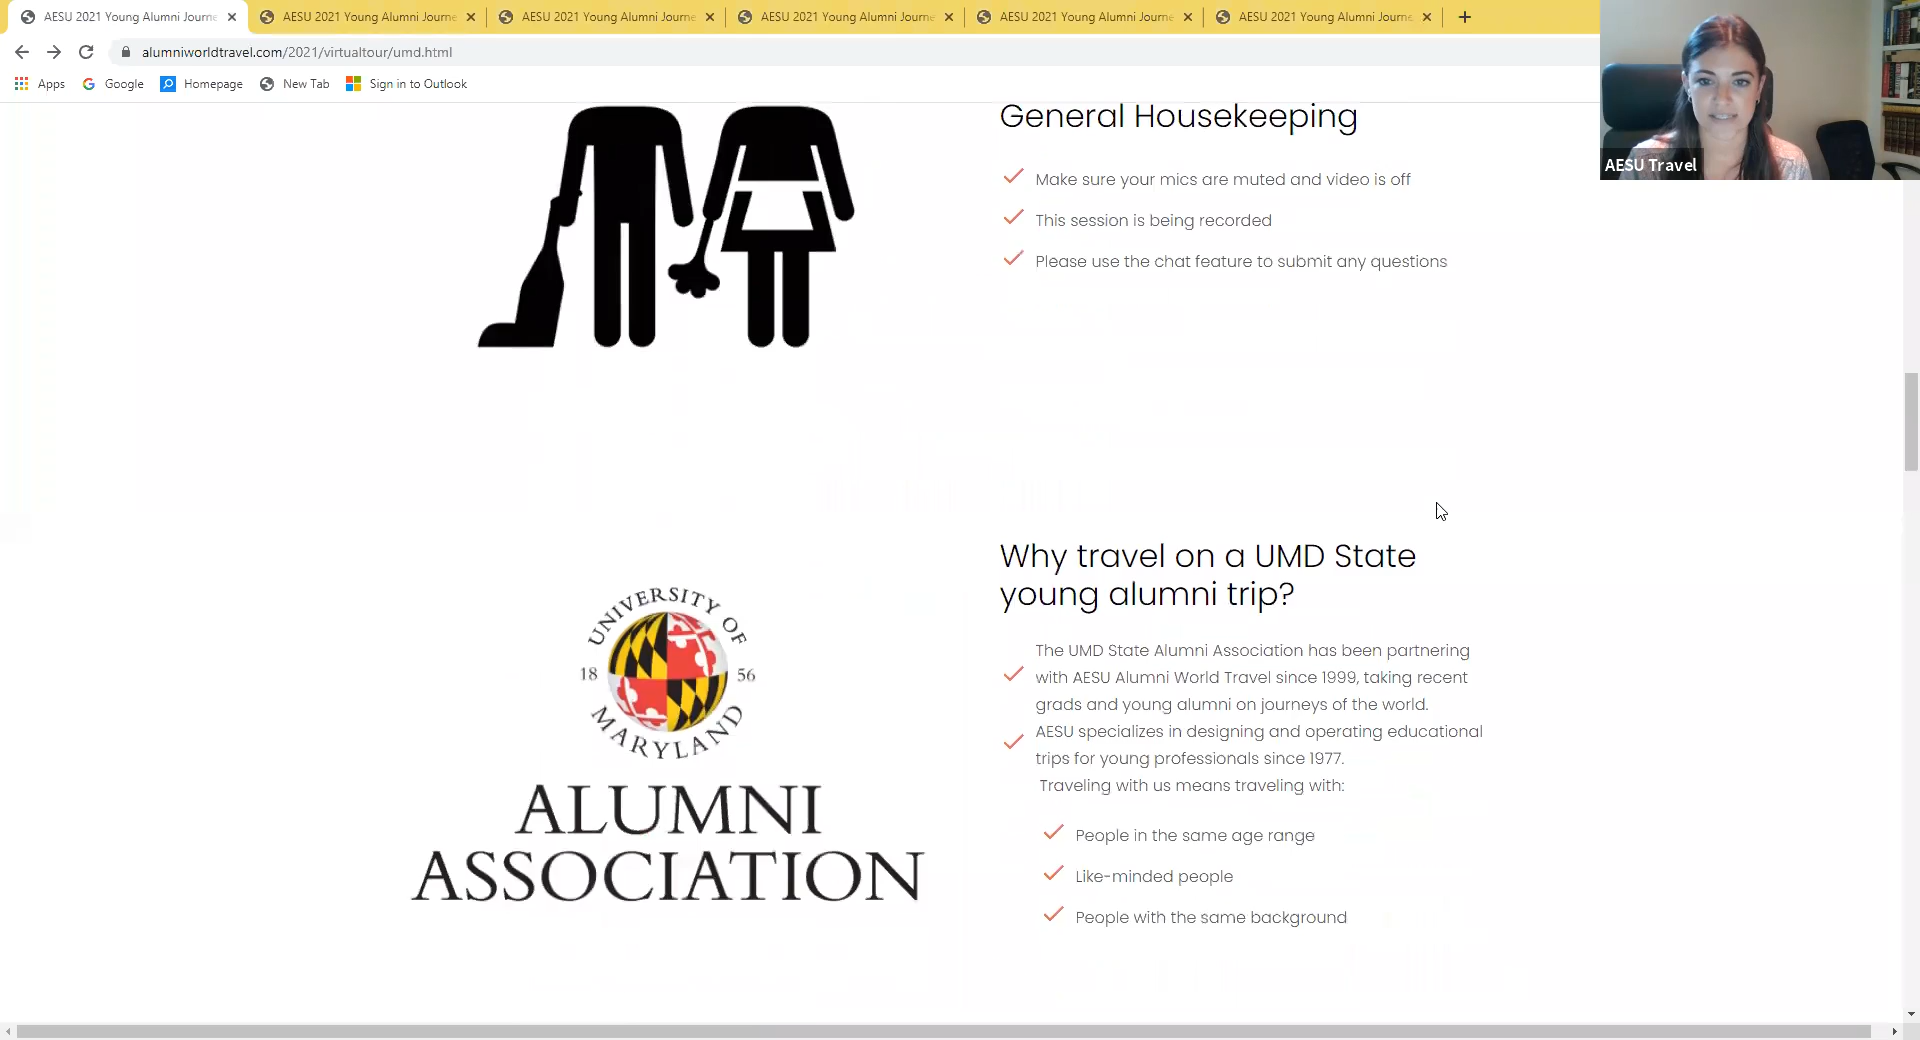 AESU 2021 Young Alumni Journe
AESU 2021 Young Alumni Journe
AESU 2021 Young Alumni Journe
AESU 2021 Young Alumni Journe
AESU 2021 Young Alumni Journe
AESU 2021 Young Alumni Journe
alumniworldtravel.com/2021/virtualtour/umd.html
Apps
Google
Homepage
New Tab
Sign in to Outlook
AESU Travel
General Housekeeping
Make sure your mics are muted and video is off
This session is being recorded
Please use the chat feature to submit any questions
UNIVERSITY OF
18 56
MARYLAND
ALUMNI
ASSOCIATION
Why travel on a UMD State
young alumni trip?
The UMD State Alumni Association has been partnering
with AESU Alumni World Travel since 1999, taking recent
grads and young alumni on journeys of the world.
AESU specializes in designing and operating educational
trips for young professionals since 1977.
Traveling with us means traveling with:
People in the same age range
Like-minded people
People with the same background